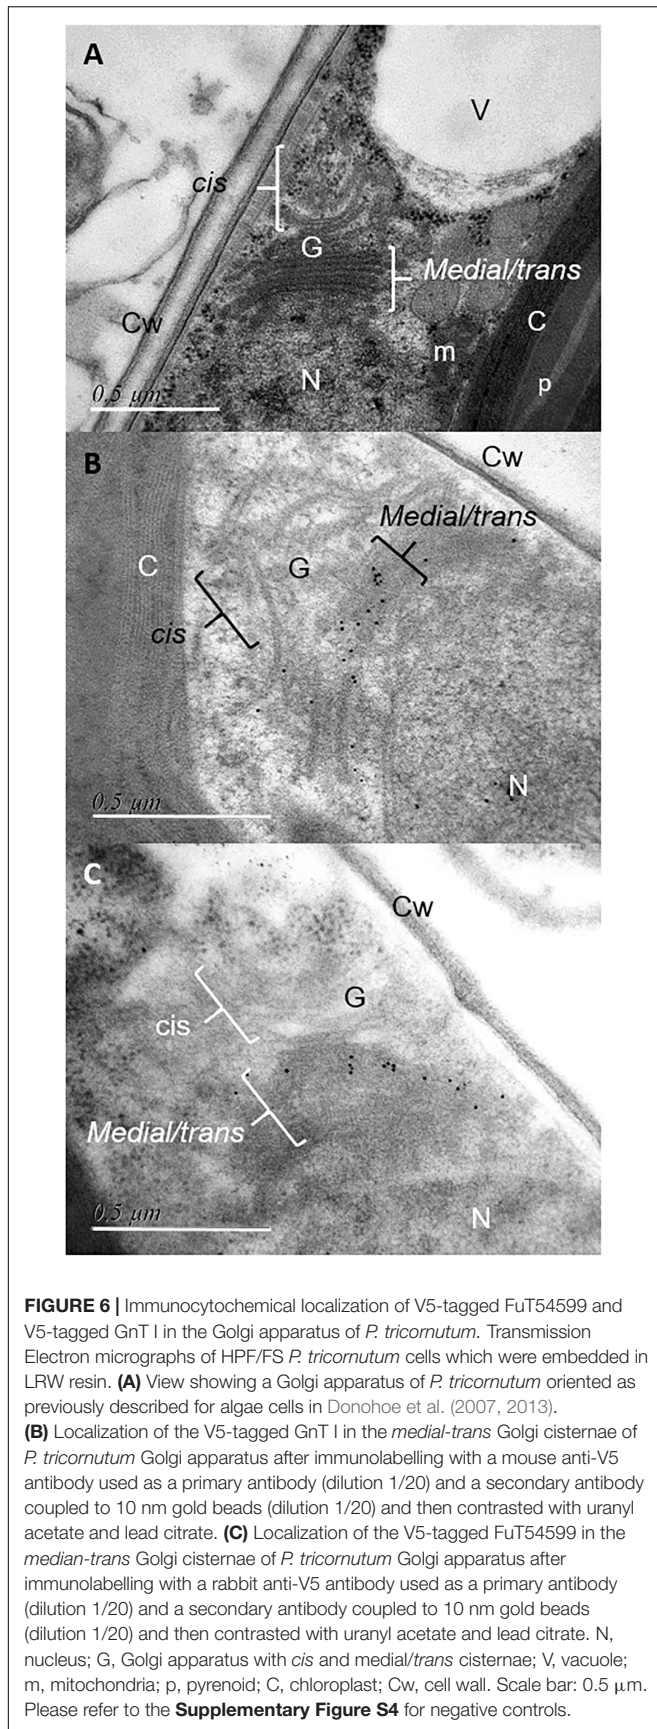 A
V
cis
G
Medial/trans
Cw
C
m
N
p
0.5 µm
B
Cw
Medial/trans
C
G
cis
N
0.5 µm
C
Cw
G
cis
Medial/trans
N
0.5 µm
FIGURE 6 | Immunocytochemical localization of V5-tagged FuT54599 and
V5-tagged GnT I in the Golgi apparatus of P. tricornutum. Transmission
Electron micrographs of HPF/FS P. tricornutum cells which were embedded in
LRW resin. (A) View showing a Golgi apparatus of P. tricornutum oriented as
previously described for algae cells in Donohoe et al. (2007, 2013).
(B) Localization of the V5-tagged GnT I in the medial-trans Golgi cisternae of
P. tricornutum Golgi apparatus after immunolabelling with a mouse anti-V5
antibody used as a primary antibody (dilution 1/20) and a secondary antibody
coupled to 10 nm gold beads (dilution 1/20) and then contrasted with uranyl
acetate and lead citrate. (C) Localization of the V5-tagged FuT54599 in the
median-trans Golgi cisternae of P. tricornutum Golgi apparatus after
immunolabelling with a rabbit anti-V5 antibody used as a primary antibody
(dilution 1/20) and a secondary antibody coupled to 10 nm gold beads
(dilution 1/20) and then contrasted with uranyl acetate and lead citrate. N,
nucleus; G, Golgi apparatus with cis and medial/trans cisternae; V, vacuole;
m, mitochondria; p, pyrenoid; C, chloroplast; Cw, cell wall. Scale bar: 0.5 µm.
Please refer to the Supplementary Figure S4 for negative controls.